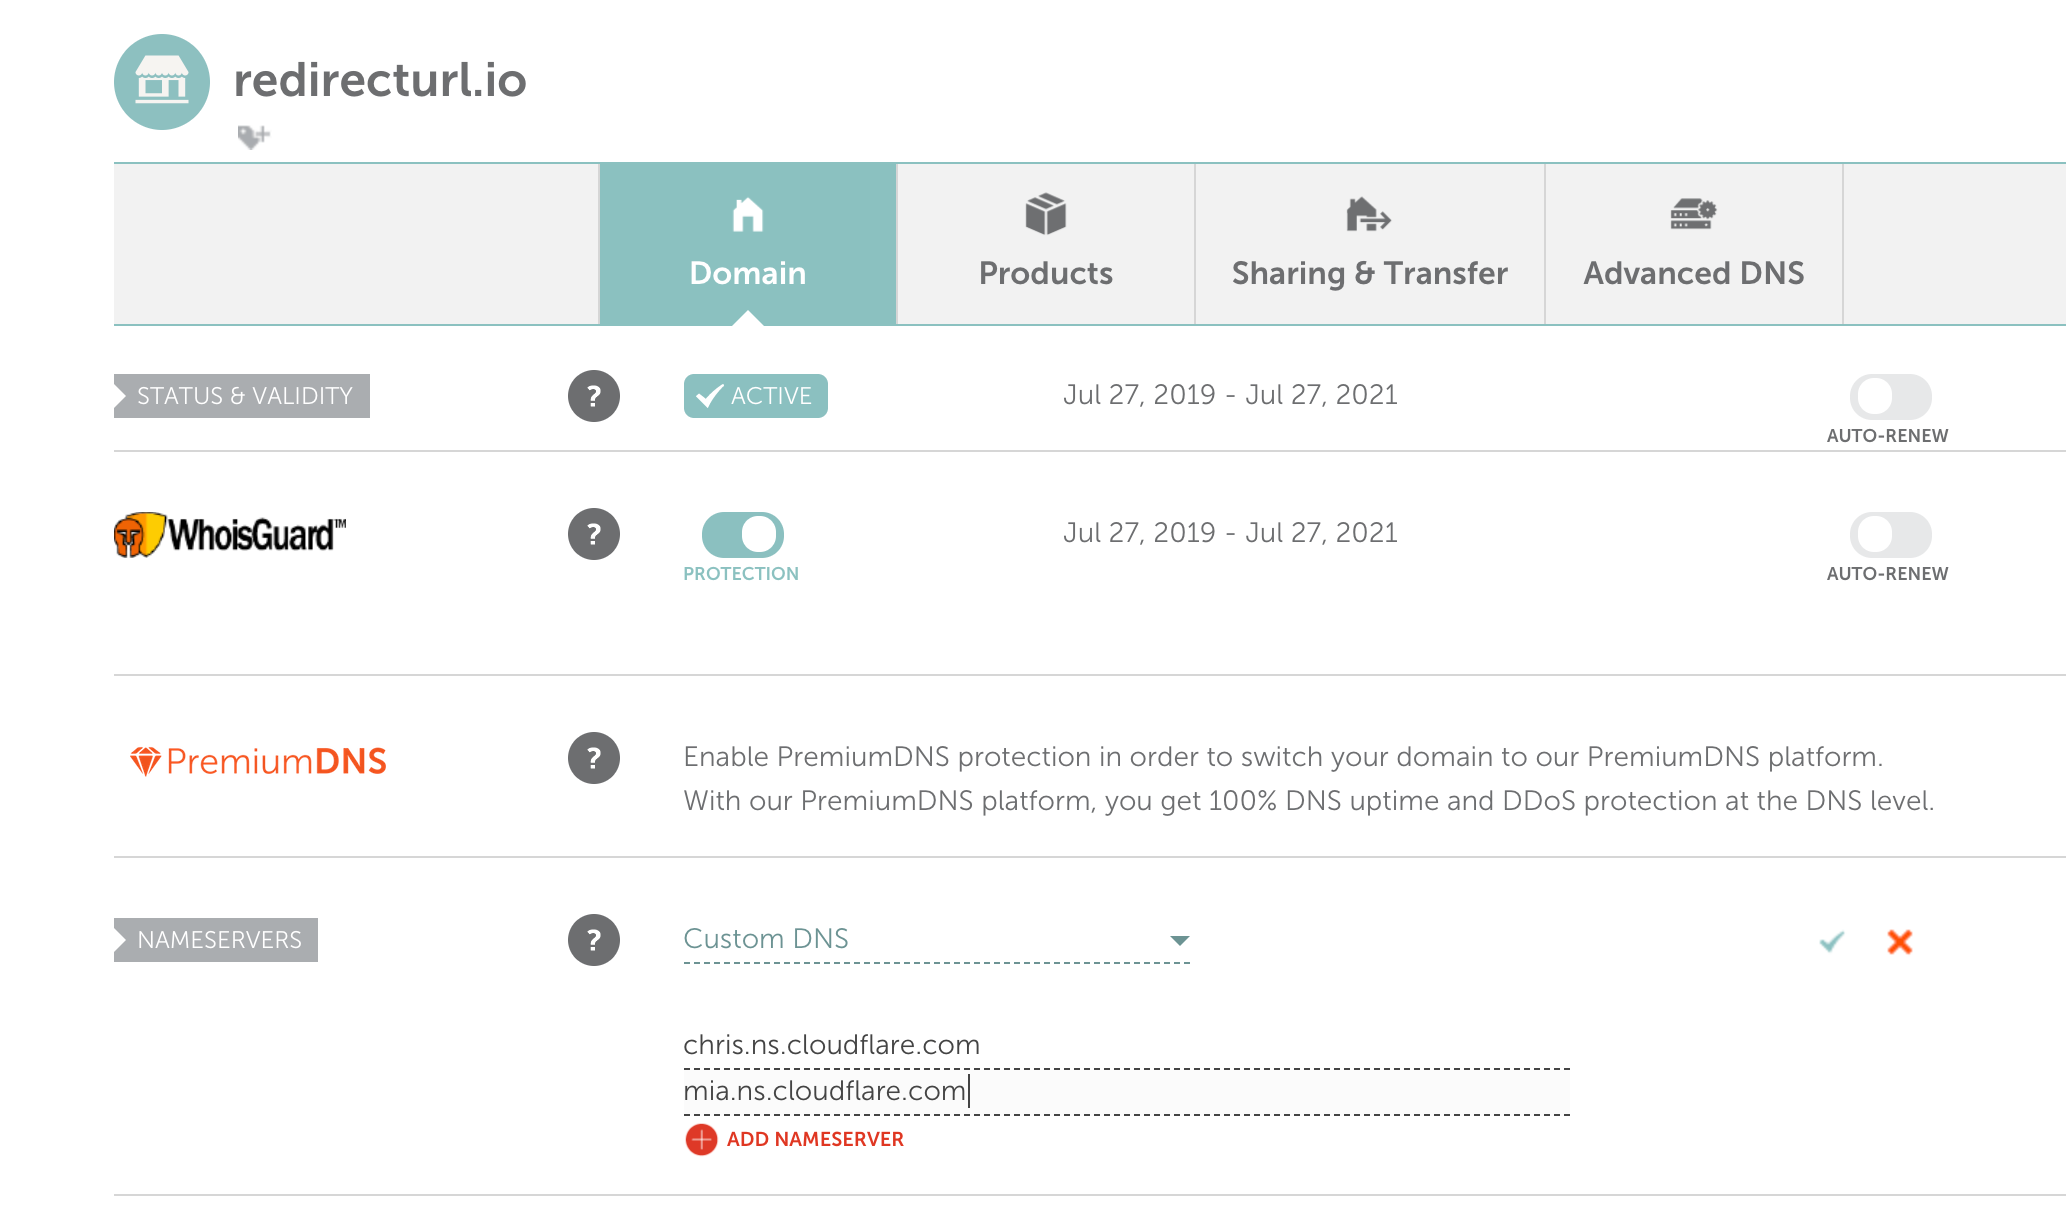 redirecturl.io
Domain
Products
Sharing & Transfer
Advanced DNS
STATUS & VALIDITY
?
ACTIVE
Jul 27, 2019 - Jul 27, 2021
AUTO-RENEW
WhoisGuard™
?
PROTECTION
Jul 27, 2019 - Jul 27, 2021
AUTO-RENEW
PremiumDNS
?
Enable PremiumDNS protection in order to switch your domain to our PremiumDNS platform.
With our PremiumDNS platform, you get 100% DNS uptime and DDoS protection at the DNS level.
NAMESERVERS
?
Custom DNS
chris.ns.cloudflare.com
mia.ns.cloudflare.com
ADD NAMESERVER